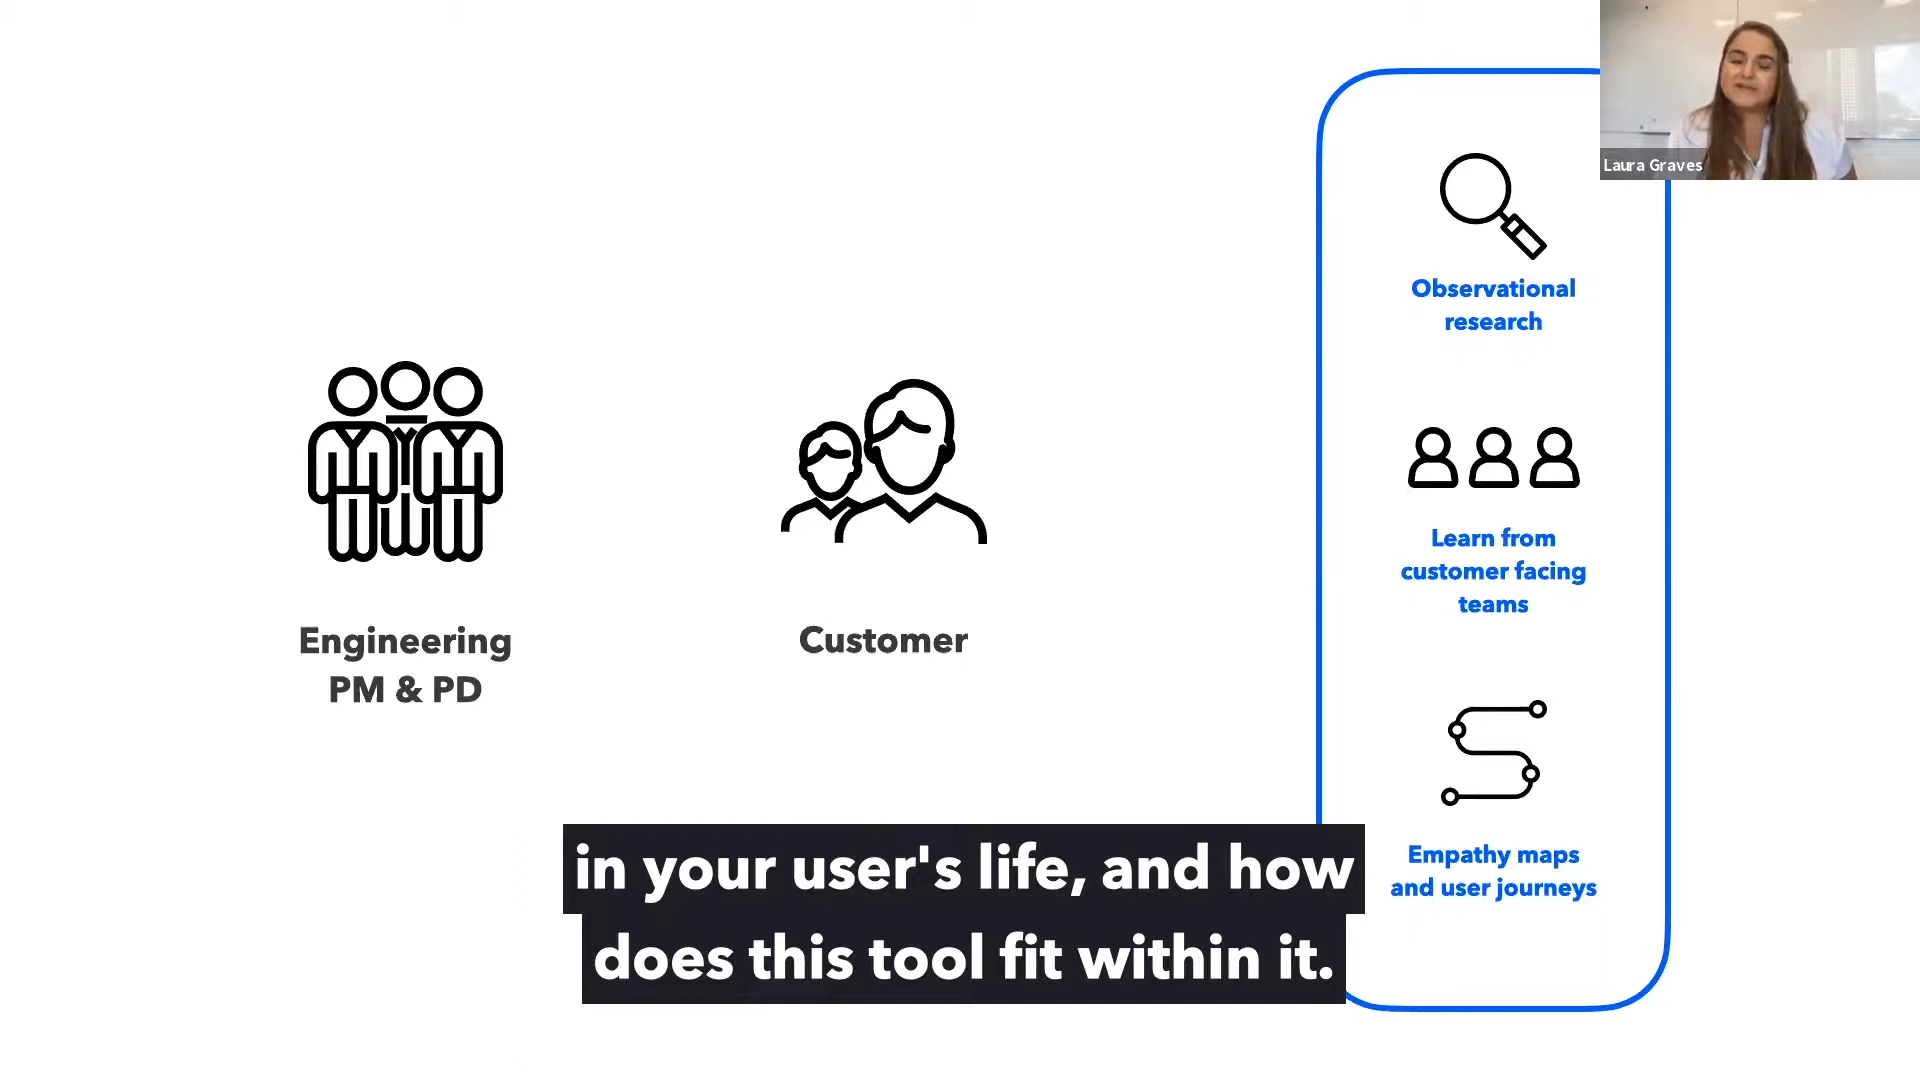 Laura Graves
Observational
research
Learn from
customer facing
teams
Engineering
PM & PD
Customer
Empathy maps
and user journeys
in your user's life, and how
does this tool fit within it.